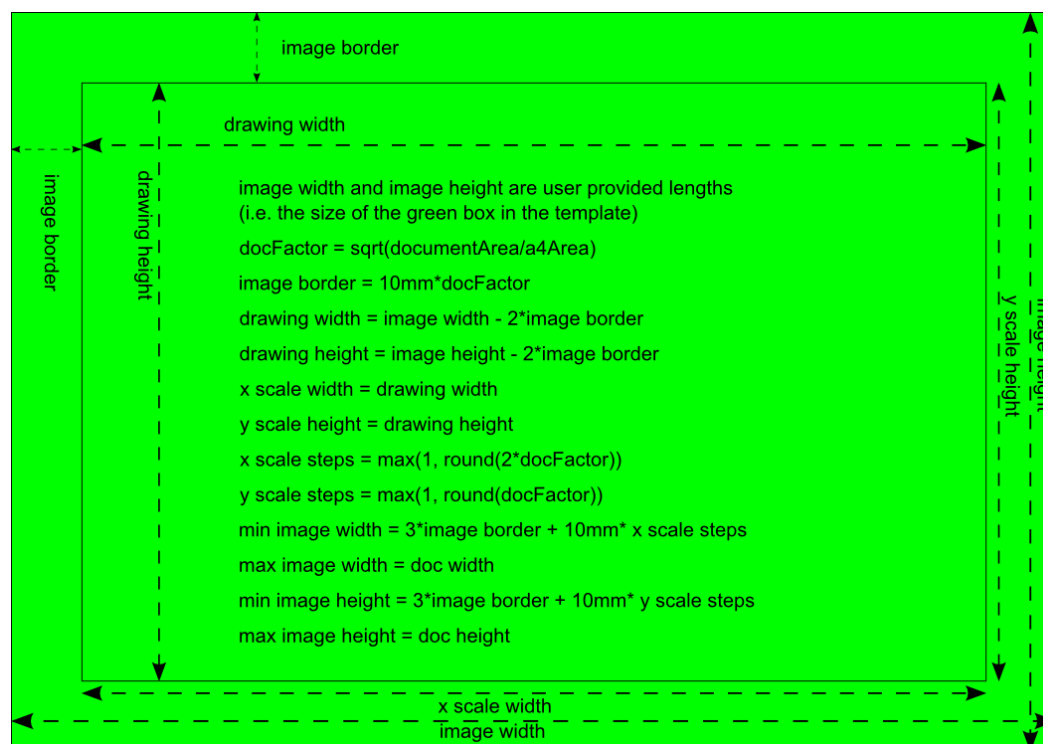 image border
drawing width
image border
drawing height
image width and image height are user provided lengths
(i.e. the size of the green box in the template)
docFactor = sqrt(documentArea/a4Area)
image border = 10mm*docFactor
drawing width = image width - 2*image border
drawing height = image height - 2*image border
x scale width = drawing width
y scale height = drawing height
x scale steps = max(1, round(2*docFactor))
y scale steps = max(1, round(docFactor))
min image width = 3*image border + 10mm* x scale steps
max image width = doc width
min image height = 3*image border + 10mm* y scale steps
max image height = doc height
y scale height
image height
x scale width
image width